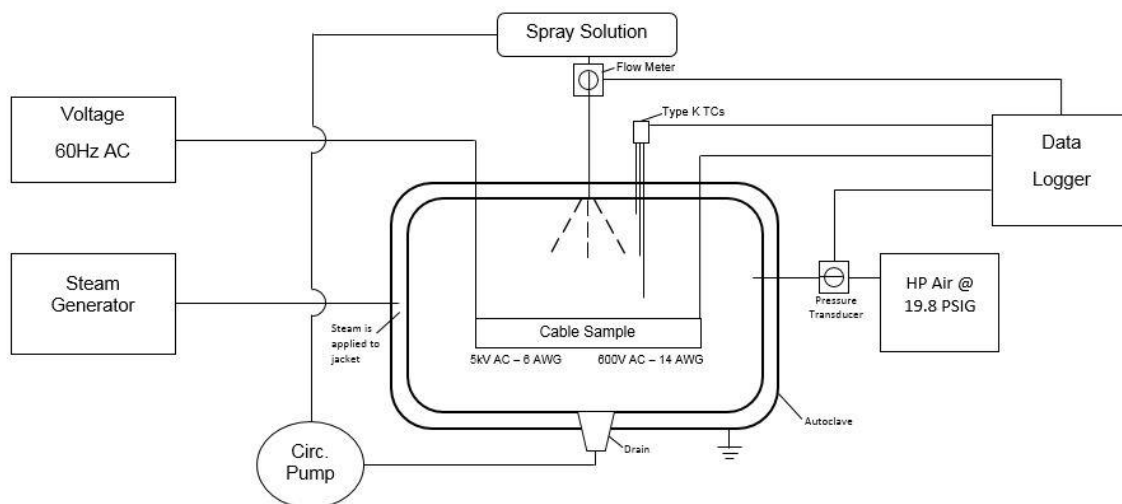 Spray Solution
Flow Meter
Type K TCs
Voltage
60Hz AC
Data
Logger
Steam
Generator
Steam is
applied to
jacket
HP Air @
19.8 PSIG
Pressure
Transducer
Cable Sample
5kV AC – 6 AWG
600V AC – 14 AWG
Autoclave
Drain
Circ.
Pump